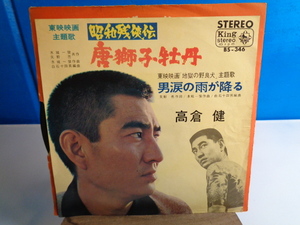 東映映画
主題歌
昭和残侠伝
唐獅子牡丹
STEREO
King
stereo
BS-346
東映映画 地獄の野良犬 主題歌
男涙の雨が降る
高倉 健